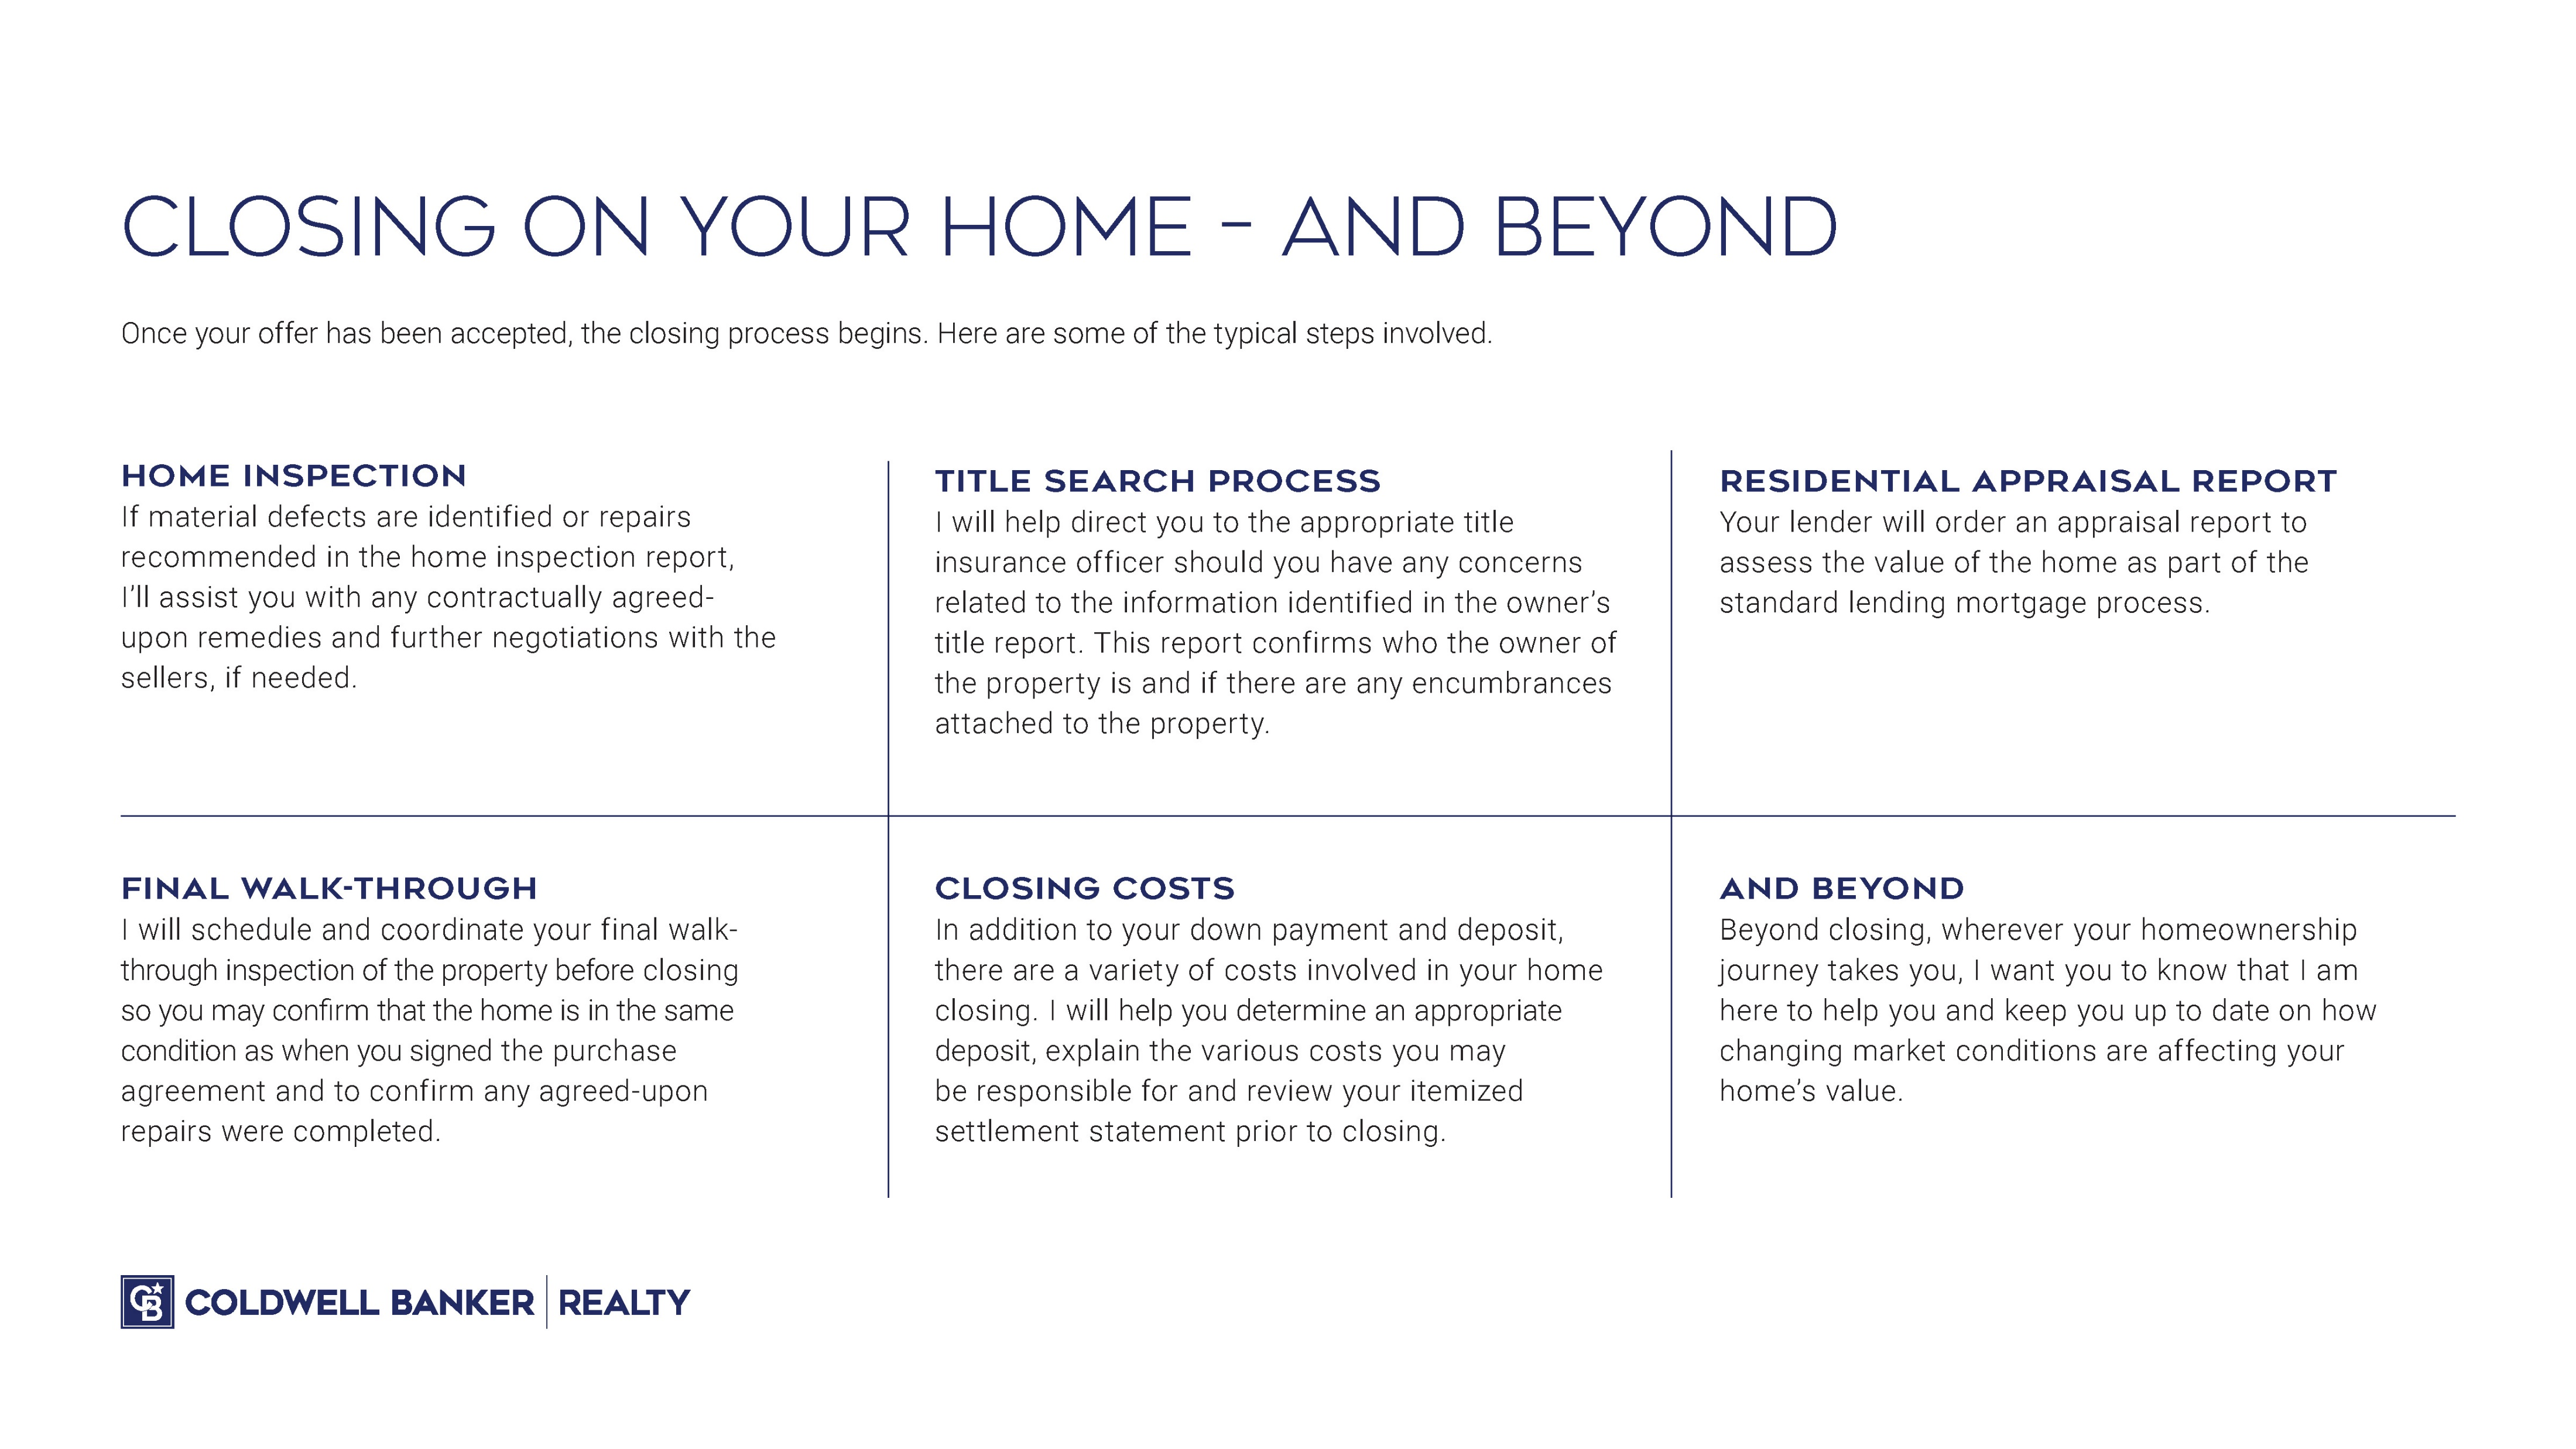 CLOSING ON YOUR HOME – AND BEYOND
Once your offer has been accepted, the closing process begins. Here are some of the typical steps involved.
HOME INSPECTION
If material defects are identified or repairs
recommended in the home inspection report,
I’ll assist you with any contractually agreed-
upon remedies and further negotiations with the
sellers, if needed.
TITLE SEARCH PROCESS
I will help direct you to the appropriate title
insurance officer should you have any concerns
related to the information identified in the owner’s
title report. This report confirms who the owner of
the property is and if there are any encumbrances
attached to the property.
RESIDENTIAL APPRAISAL REPORT
Your lender will order an appraisal report to
assess the value of the home as part of the
standard lending mortgage process.
FINAL WALK-THROUGH
I will schedule and coordinate your final walk-
through inspection of the property before closing
so you may confirm that the home is in the same
condition as when you signed the purchase
agreement and to confirm any agreed-upon
repairs were completed.
CLOSING COSTS
In addition to your down payment and deposit,
there are a variety of costs involved in your home
closing. I will help you determine an appropriate
deposit, explain the various costs you may
be responsible for and review your itemized
settlement statement prior to closing.
AND BEYOND
Beyond closing, wherever your homeownership
journey takes you, I want you to know that I am
here to help you and keep you up to date on how
changing market conditions are affecting your
home’s value.
CB COLDWELL BANKER REALTY